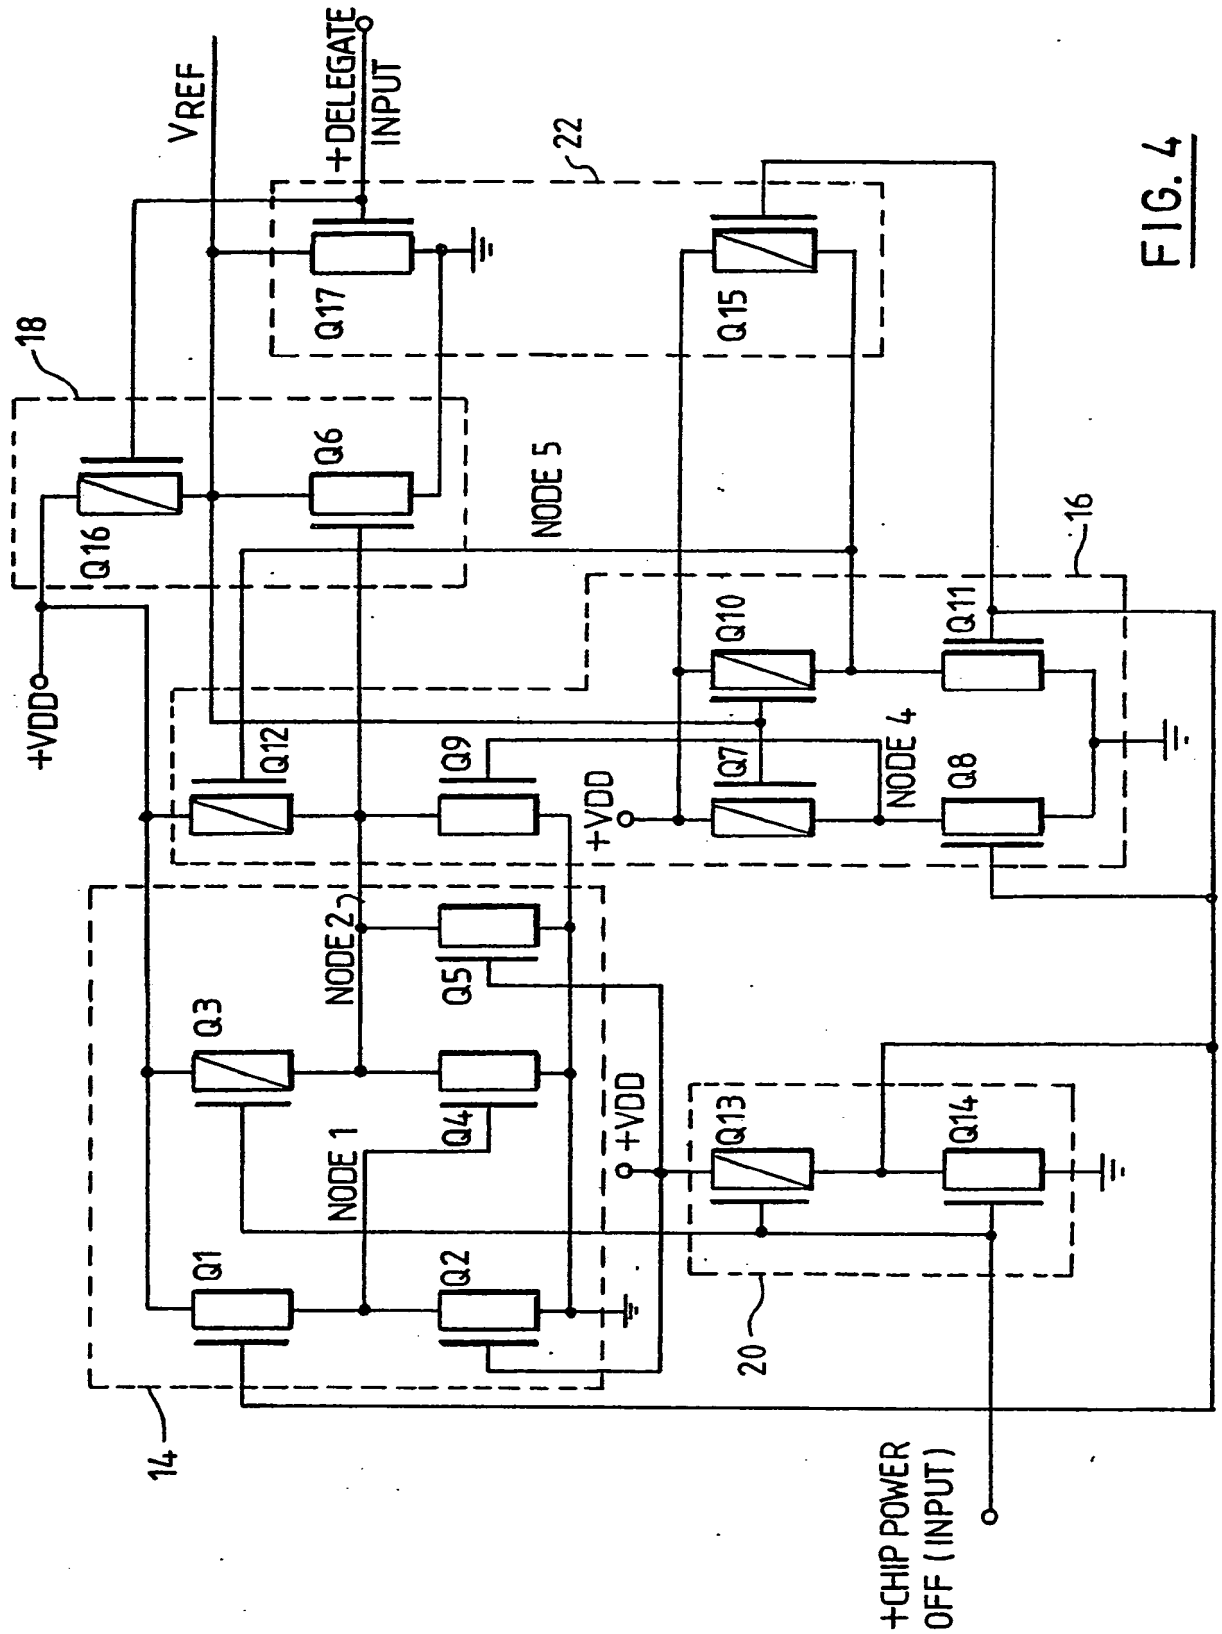 VREF
+DELEGATE
INPUT
18
22
+VDD
Q16
Q6
Q17
Q12
NODE 5
Q15
16
Q3
Q9
Q10
Q7
Q11
NODE 2
+VDD
NODE 4
Q8
Q5
14
Q1
NODE 1
Q4
+VDD
Q13
Q14
Q2
20
+CHIP POWER
OFF (INPUT)
FIG. 4